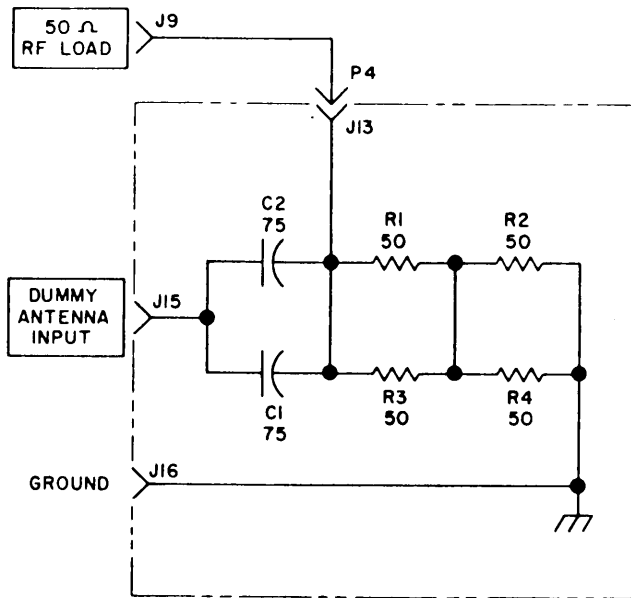 50 Ω
RF LOAD
J9
P4
J13
C2
75
R1
50
R2
50
DUMMY
ANTENNA
INPUT
J15
C1
75
R3
50
R4
50
GROUND
J16